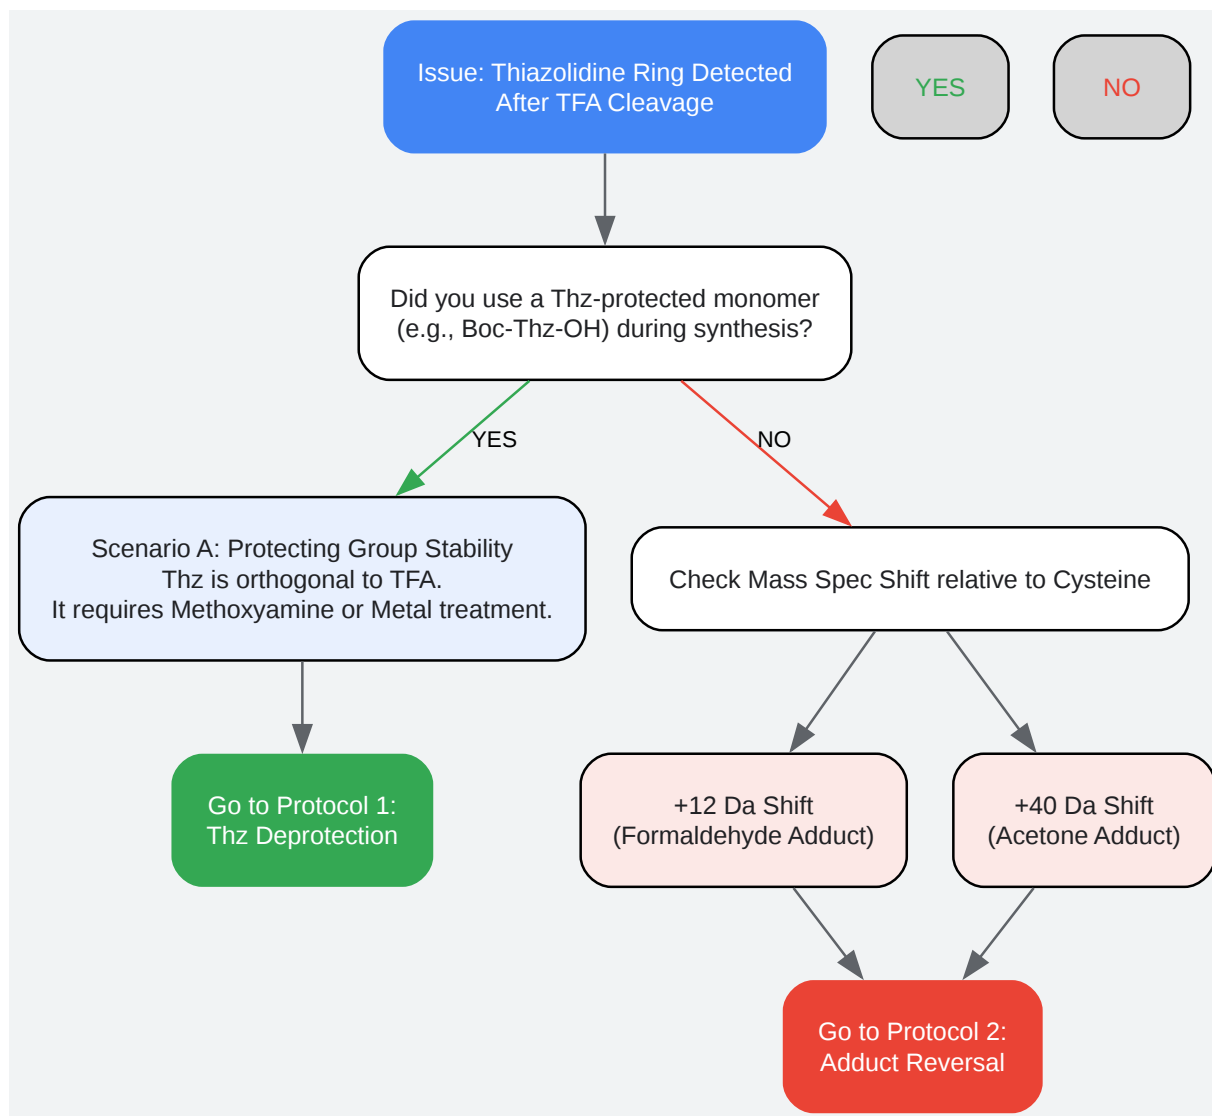 Issue: Thiazolidine Ring Detected
After TFA Cleavage
YES
NO
Did you use a Thz-protected monomer
(e.g., Boc-Thz-OH) during synthesis?
YES
NO
Scenario A: Protecting Group Stability
Thz is orthogonal to TFA.
It requires Methoxyamine or Metal treatment.
Check Mass Spec Shift relative to Cysteine
Go to Protocol 1:
Thz Deprotection
+12 Da Shift
(Formaldehyde Adduct)
+40 Da Shift
(Acetone Adduct)
Go to Protocol 2:
Adduct Reversal